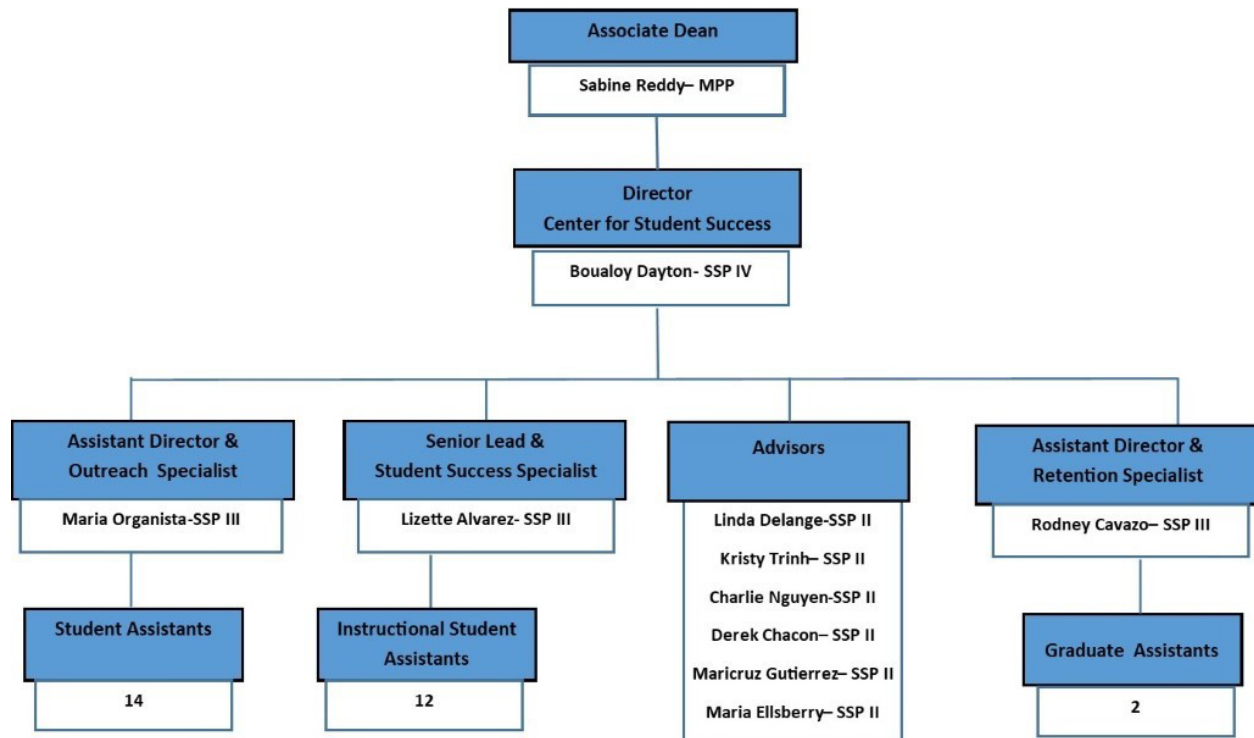 Associate Dean
Sabine Reddy– MPP
Director
Center for Student Success
Boualoy Dayton- SSP IV
Assistant Director &
Outreach Specialist
Maria Organista-SSP III
Student Assistants
14
Senior Lead &
Student Success Specialist
Lizette Alvarez- SSP III
Instructional Student
Assistants
12
Advisors
Linda Delange-SSP II
Kristy Trinh– SSP II
Charlie Nguyen-SSP II
Derek Chacon– SSP II
Maricruz Gutierrez– SSP II
Maria Ellsberry– SSP II
Assistant Director &
Retention Specialist
Rodney Cavazo– SSP III
Graduate Assistants
2